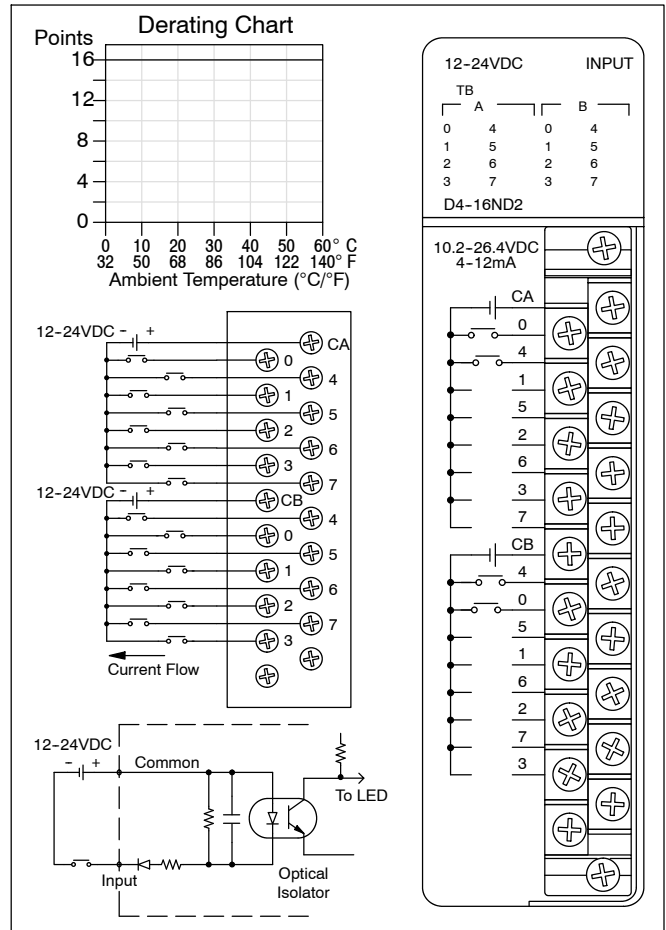 Derating Chart
Points
16
12
8
4
0
0 10 20 30 40 50 60° C
32 50 68 86 104 122 140° F
Ambient Temperature (°C/°F)
12-24VDC - +
CA
0
4
1
5
2
6
3
7
12-24VDC - +
CB
4
0
5
1
6
2
7
3
Current Flow
12-24VDC
- +
Common
To LED
Input
Optical
Isolator
12-24VDC INPUT
TB
A B
0 4 0 4
1 5 1 5
2 6 2 6
3 7 3 7
D4-16ND2
10.2-26.4VDC
4-12mA
CA
0
4
1
5
2
6
3
7
CB
4
0
5
1
6
2
7
3